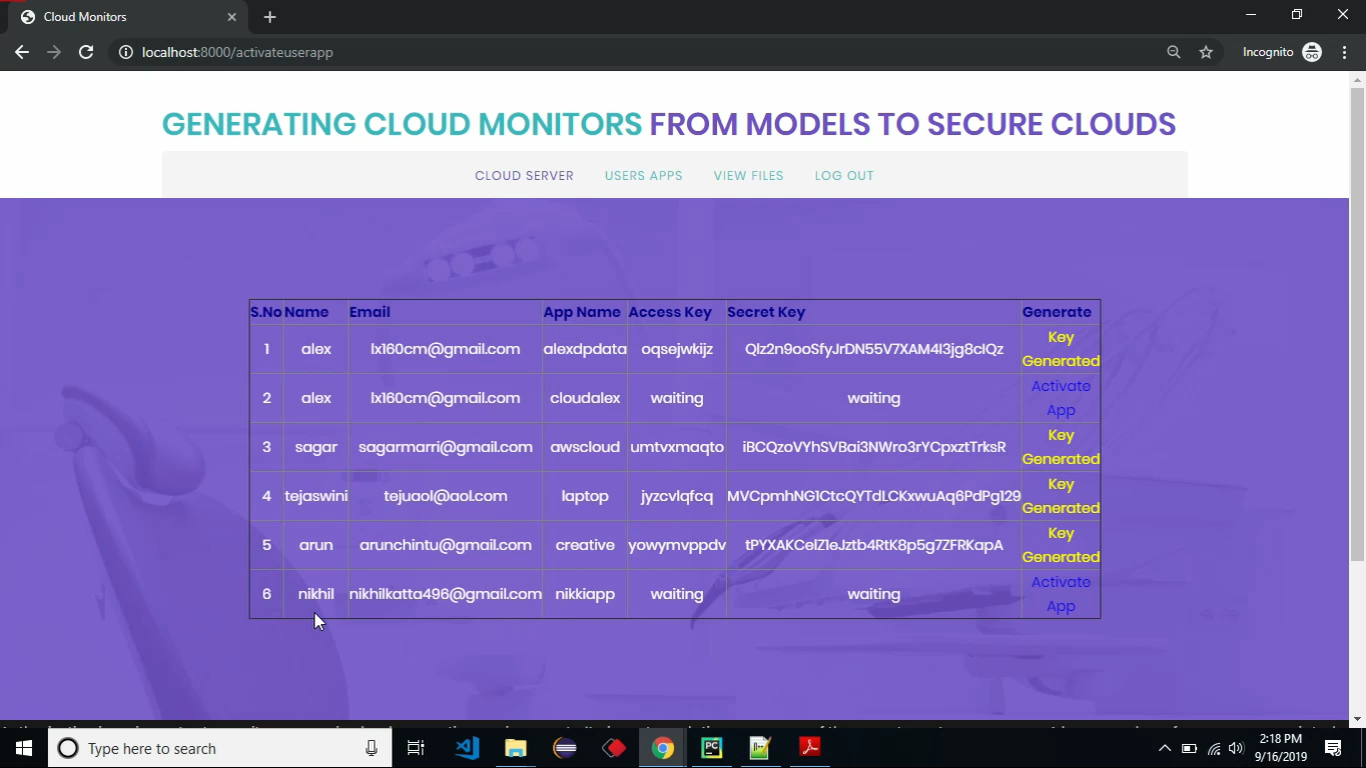 Cloud Monitors
localhost:8000/activateuserapp
Incognito
GENERATING CLOUD MONITORS FROM MODELS TO SECURE CLOUDS
CLOUD SERVER USERS APPS VIEW FILES LOG OUT
S.No Name Email App Name Access Key Secret Key Generate
1 alex lx160cm@gmail.com alexdpdata oqsejwkijz QIz2n9ooSfyJrDN55V7XAM4I3jg8cIQz Key Generated
2 alex lx160cm@gmail.com cloudalex waiting waiting Activate App
3 sagar sagarmarri@gmail.com awscloud umtvxmaqto iBCQzoVYhSVBai3NWro3rYCpxztTrksR Key Generated
4 tejaswini tejuaol@aol.com laptop jyzcvlqfcq MVCpmhNG1CtcQYTdLCKxwuAq6PdPg129 Key Generated
5 arun arunchintu@gmail.com creative yowymvppdv tPYXAKCelZIeJztb4RtK8p5g7ZFRKapA Key Generated
6 nikhil nikhilkatta496@gmail.com nikkiapp waiting waiting Activate App
Type here to search
2:18 PM
9/16/2019